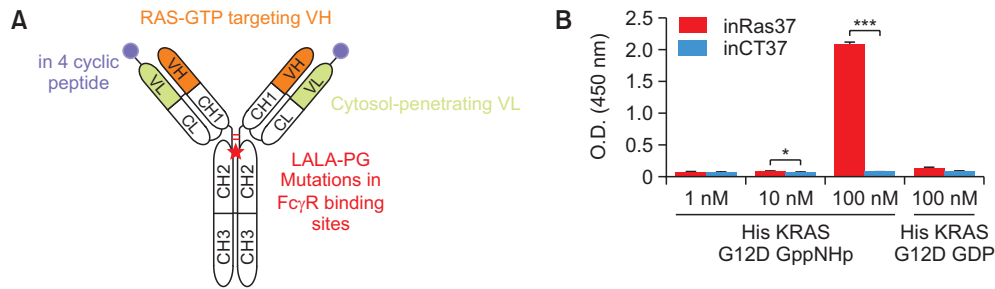 A
RAS-GTP targeting VH
in 4 cyclic
peptide
VH
VH
VL
VL
CH1
CH1
CL
CL
Cytosol-penetrating VL
LALA-PG
Mutations in
FcγR binding
sites
CH2
CH2
CH3
CH3
B
inRas37
inCT37
O.D. (450 nm)
2.5
2.0
1.5
1.0
0.5
0
*
***
1 nM
10 nM
100 nM
100 nM
His KRAS
G12D GppNHp
His KRAS
G12D GDP